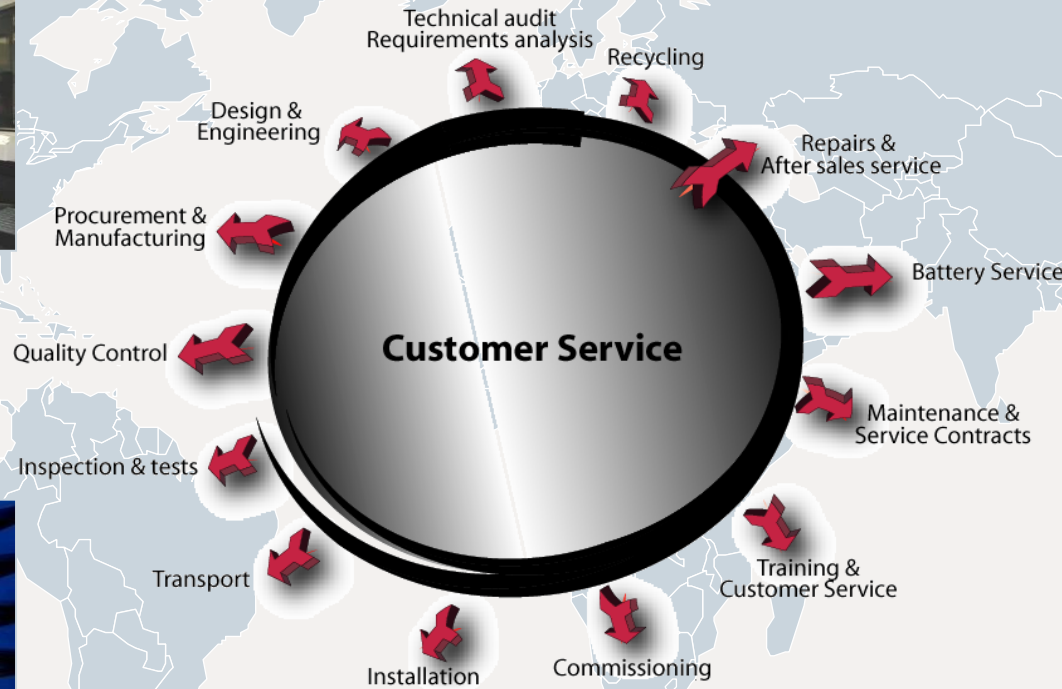 Technical audit
Requirements analysis
Recycling
Design &
Engineering
Repairs &
After sales service
Procurement &
Manufacturing
Battery Service
Customer Service
Quality Control
Maintenance &
Service Contracts
Inspection & tests
Training &
Customer Service
Transport
Commissioning
Installation